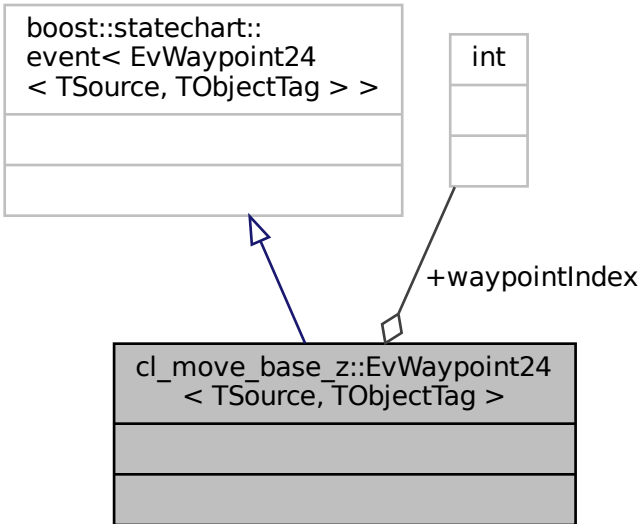 boost::statechart::
event< EvWaypoint24
< TSource, TObjectTag > >
int
+waypointIndex
cl_move_base_z::EvWaypoint24
< TSource, TObjectTag >